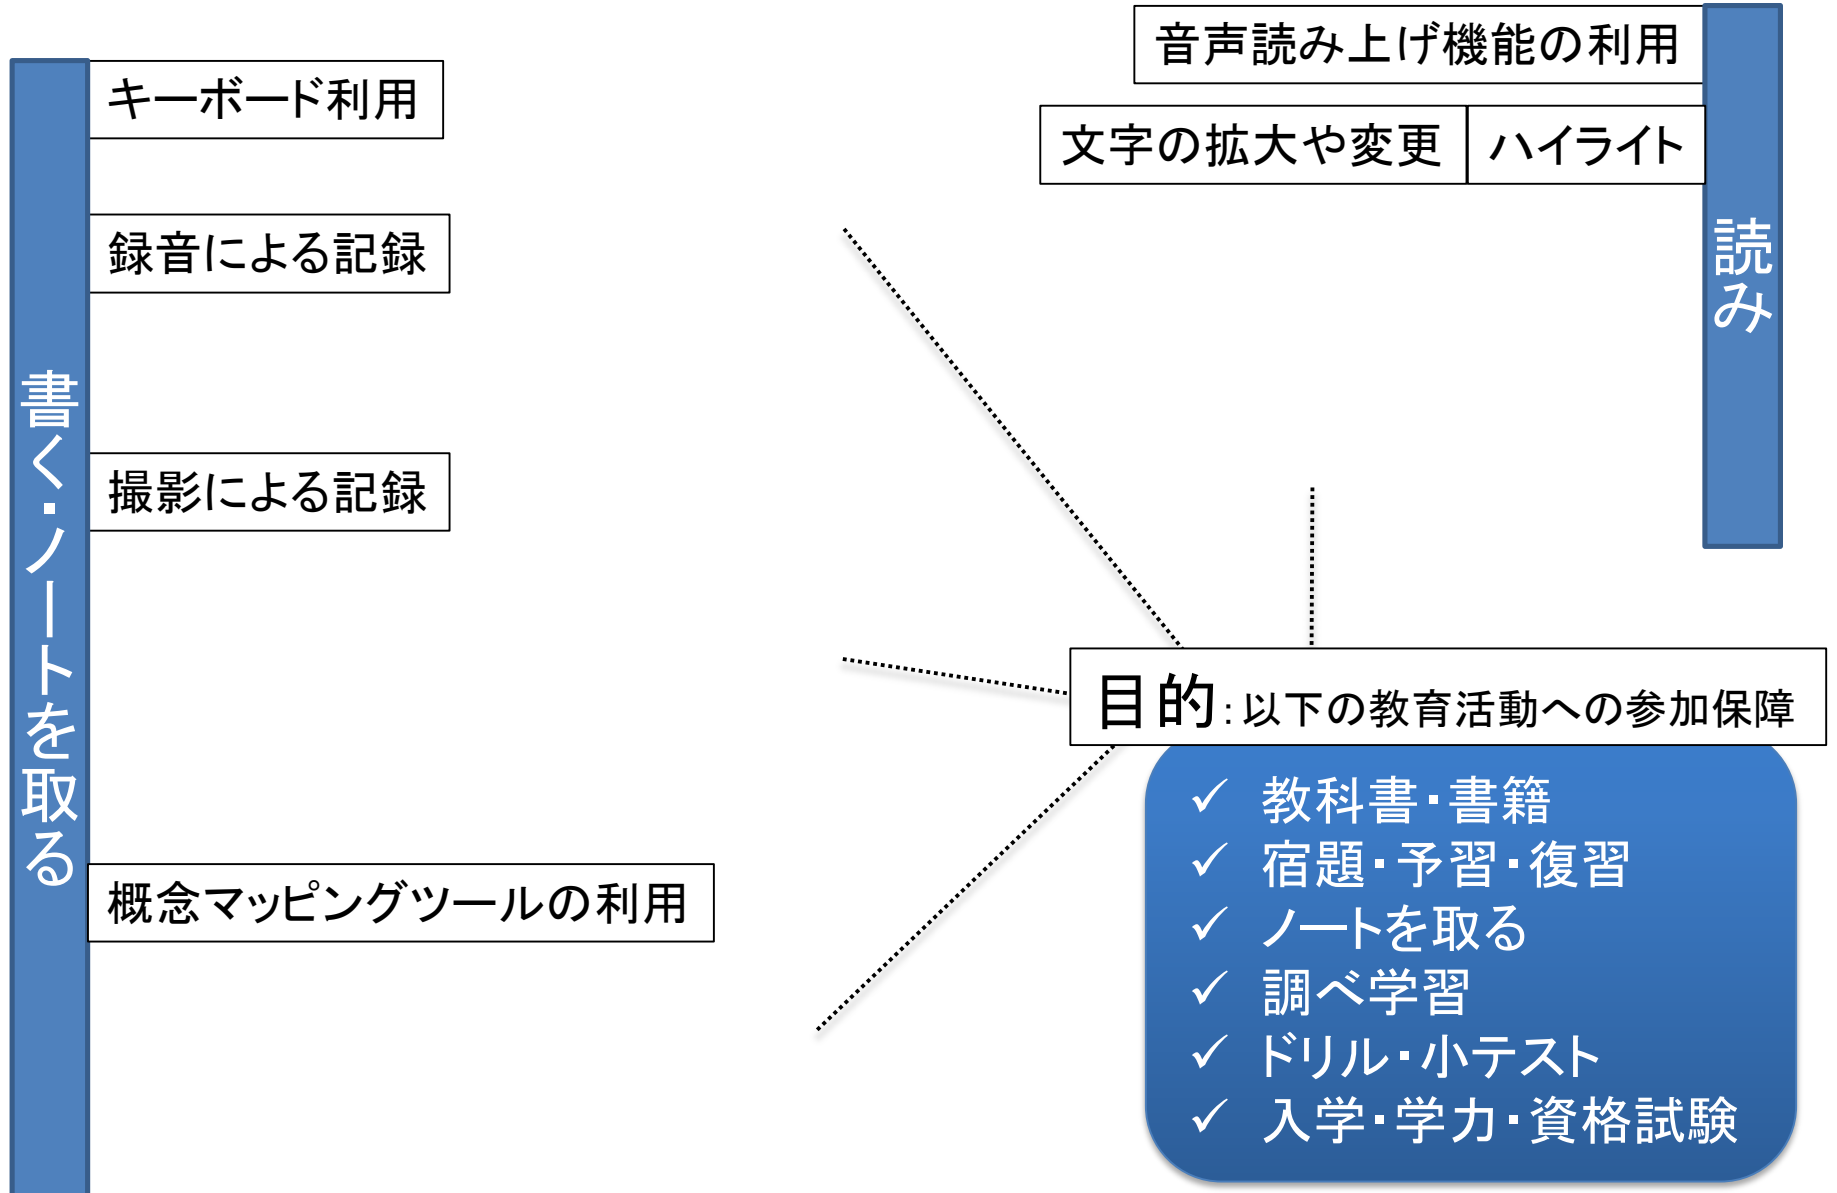 書く・ノートを取る
キーボード利用
録音による記録
撮影による記録
概念マッピングツールの利用
音声読み上げ機能の利用
文字の拡大や変更
ハイライト
読み
目的:以下の教育活動への参加保障
✓ 教科書・書籍
✓ 宿題・予習・復習
✓ ノートを取る
✓ 調べ学習
✓ ドリル・小テスト
✓ 入学・学力・資格試験